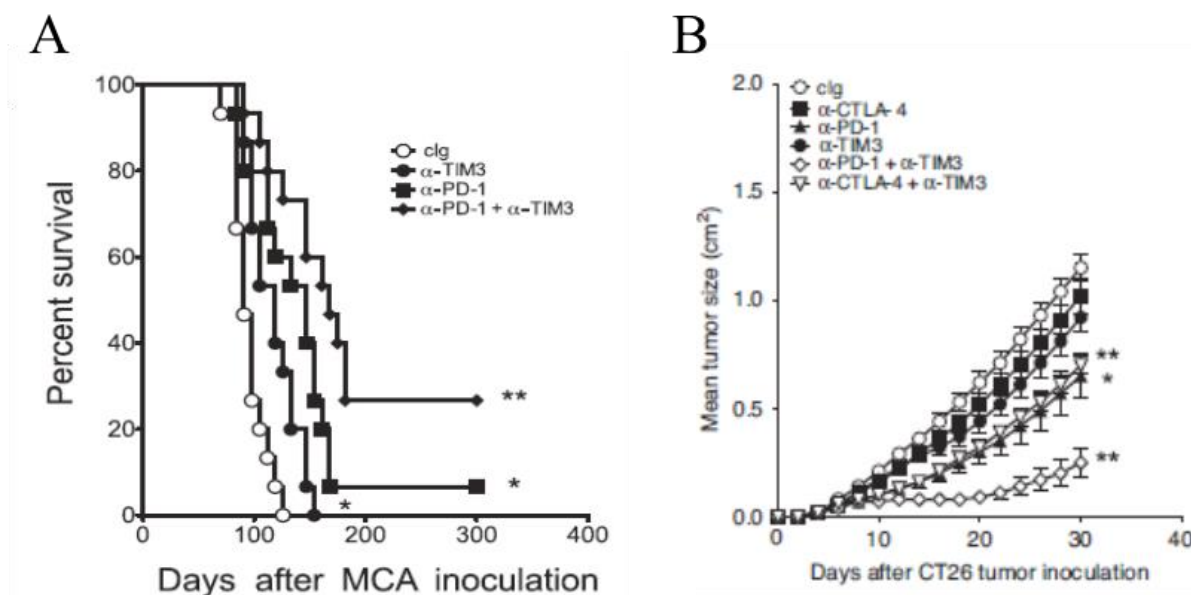 A
100
80
60
40
20
0
0 100 200 300 400
Percent survival
Days after MCA inoculation
cIg
α-TIM3
α-PD-1
α-PD-1 + α-TIM3
**
*
*
B
2.0
1.5
1.0
0.5
0.0
0 10 20 30 40
Mean tumor size (cm²)
Days after CT26 tumor inoculation
cIg
α-CTLA-4
α-PD-1
α-TIM3
α-PD-1 + α-TIM3
α-CTLA-4 + α-TIM3
**
*
**